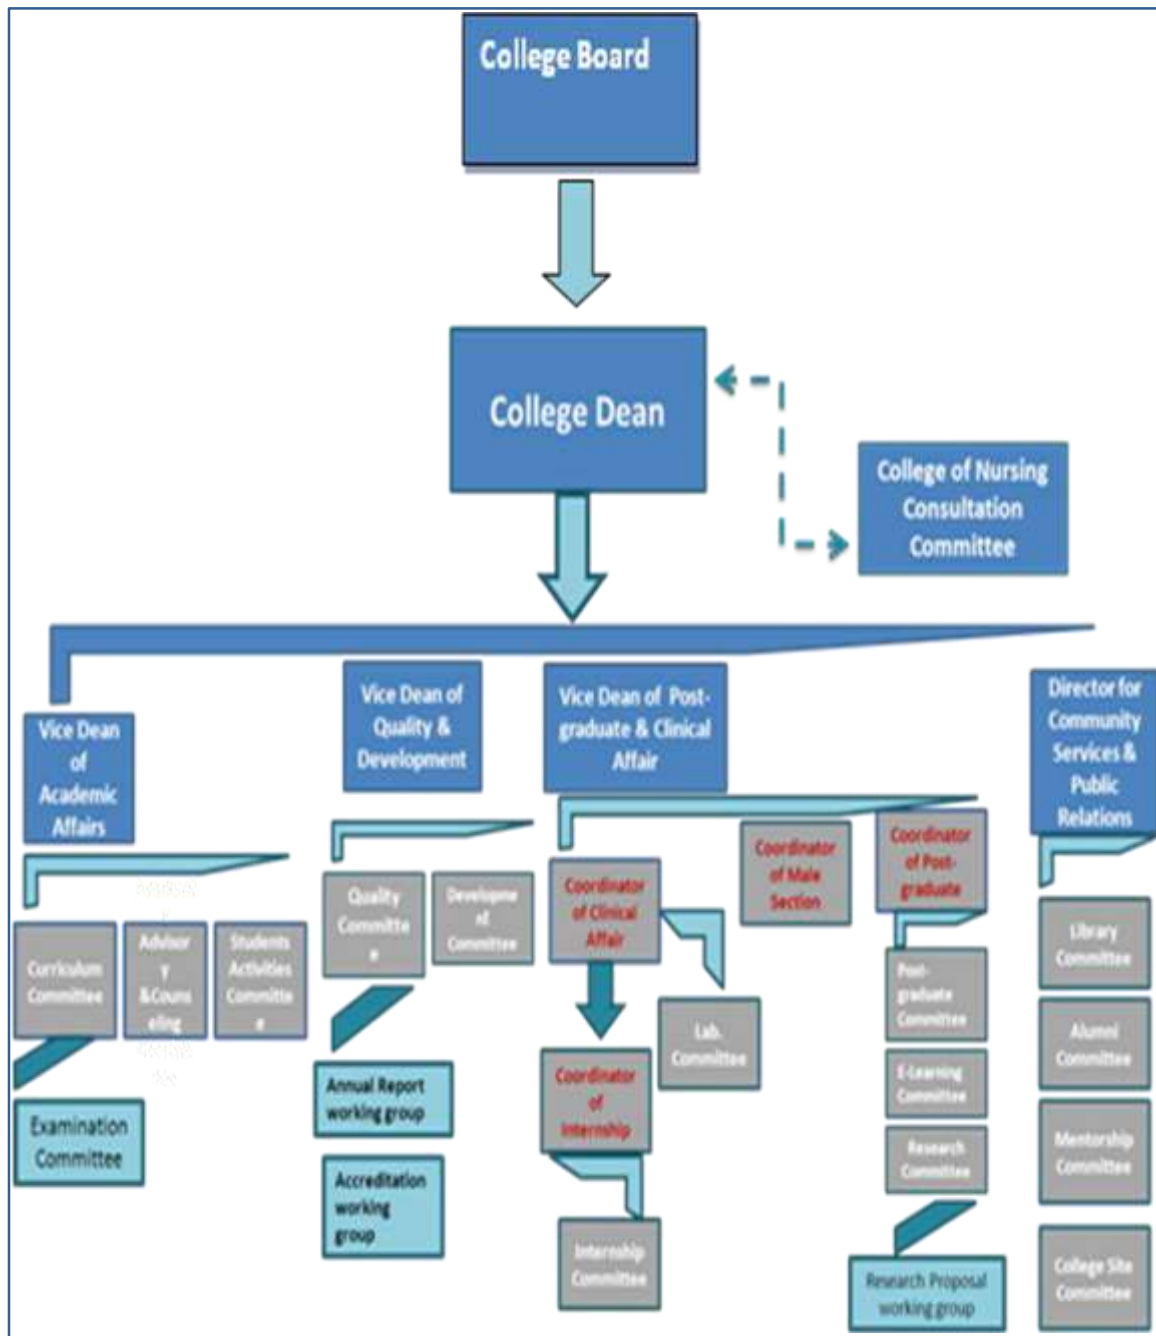 College Board
College Dean
College of Nursing
Consultation
Committee
Vice Dean
of
Academic
Affairs
Vice Dean of
Quality &
Development
Vice Dean of Post-
graduate & Clinical
Affair
Director for
Community
Services &
Public
Relations
Curriculum
Committee
Advisor
y
&Couns
eling
Students
Activities
Committe
e
Examination
Committee
Quality
Committe
e
Developme
nt
Committee
Annual Report
working group
Accreditation
working
group
Coordinator
of Clinical
Affair
Coordinator
of Male
Section
Coordinator
of Post-
graduate
Lab.
Committee
Coordinator
of
Internship
Internship
Committee
Post-
graduate
Committee
E-Learning
Committee
Research
Committee
Research Proposal
working group
Library
Committee
Alumni
Committee
Mentorship
Committee
College Site
Committee